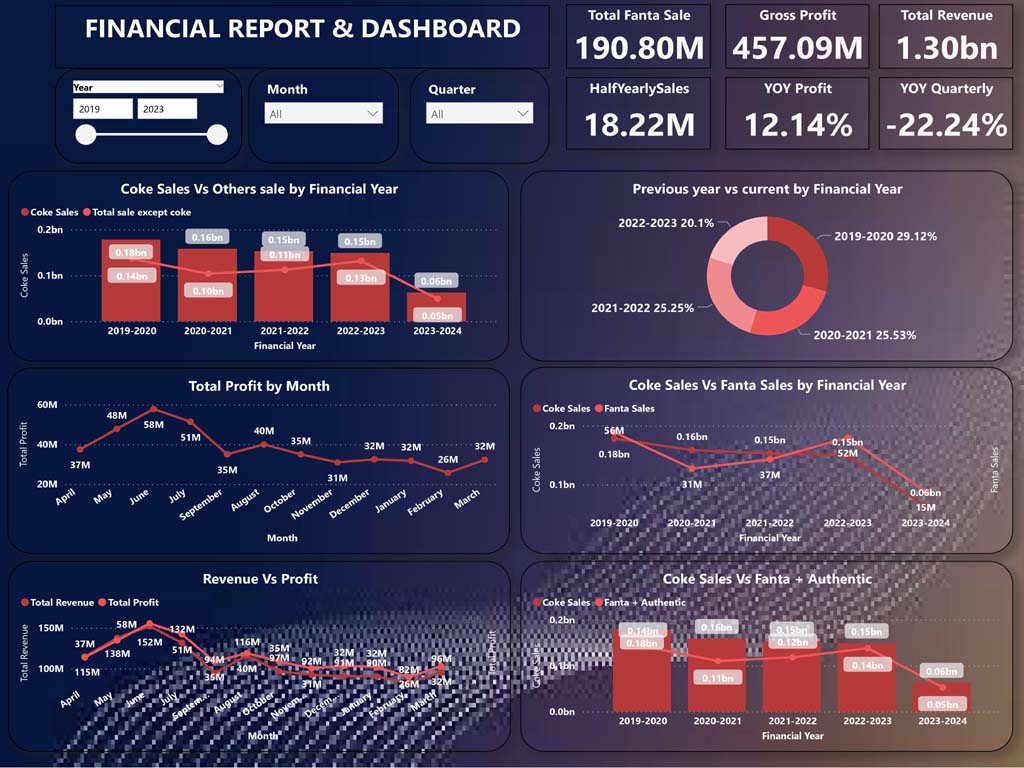 FINANCIAL REPORT & DASHBOARD
Total Fanta Sale
190.80M
Gross Profit
457.09M
Total Revenue
1.30bn
Year
2019
2023
Month
All
Quarter
All
HalfYearlySales
18.22M
YOY Profit
12.14%
YOY Quarterly
-22.24%
Coke Sales Vs Others sale by Financial Year
Coke Sales
Total sale except coke
Coke Sales
0.2bn
0.1bn
0.0bn
0.18bn
0.16bn
0.15bn
0.15bn
0.06bn
0.14bn
0.10bn
0.11bn
0.13bn
0.05bn
2019-2020
2020-2021
2021-2022
2022-2023
2023-2024
Financial Year
Previous year vs current by Financial Year
2022-2023 20.1%
2019-2020 29.12%
2021-2022 25.25%
2020-2021 25.53%
Total Profit by Month
Total Profit
60M
40M
20M
37M
48M
58M
51M
35M
40M
35M
31M
32M
32M
26M
32M
April
May
June
July
September
August
October
November
December
January
February
March
Month
Coke Sales Vs Fanta Sales by Financial Year
Coke Sales
Fanta Sales
Coke Sales
Fanta Sales
0.2bn
0.1bn
56M
0.18bn
0.16bn
31M
0.15bn
37M
0.15bn
52M
0.06bn
15M
2019-2020
2020-2021
2021-2022
2022-2023
2023-2024
Financial Year
Revenue Vs Profit
Total Revenue
Total Profit
Total Revenue
Total Profit
150M
100M
37M
115M
58M
138M
152M
132M
51M
94M
35M
116M
40M
35M
97M
92M
31M
32M
91M
32M
90M
82M
26M
96M
32M
April
May
June
July
Septem...
August
October
Novem...
Decem...
January
February
March
Month
Coke Sales Vs Fanta + Authentic
Coke Sales
Fanta + Authentic
Coke Sales
0.2bn
0.1bn
0.0bn
0.14bn
0.18bn
0.16bn
0.11bn
0.15bn
0.12bn
0.15bn
0.14bn
0.06bn
0.05bn
2019-2020
2020-2021
2021-2022
2022-2023
2023-2024
Financial Year